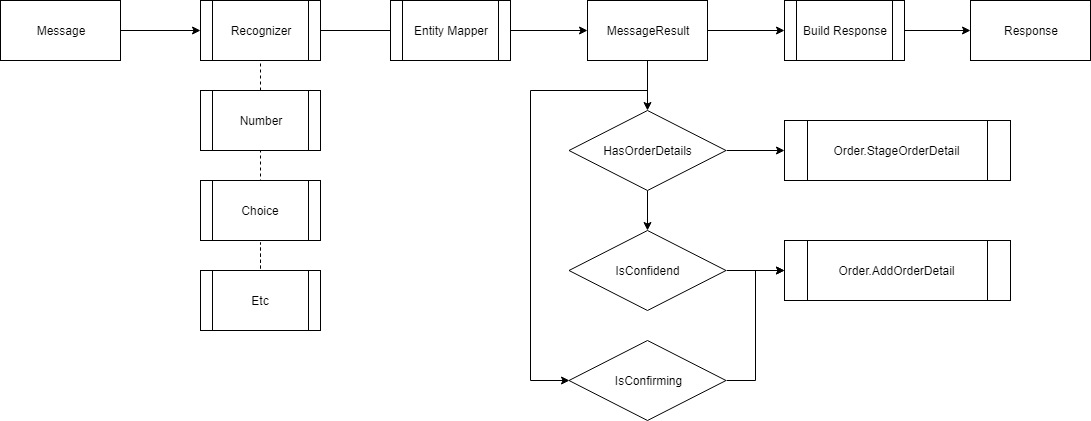 Message
Recognizer
Entity Mapper
MessageResult
Build Response
Response
Number
Choice
Etc
HasOrderDetails
Order.StageOrderDetail
IsConfidend
Order.AddOrderDetail
IsConfirming